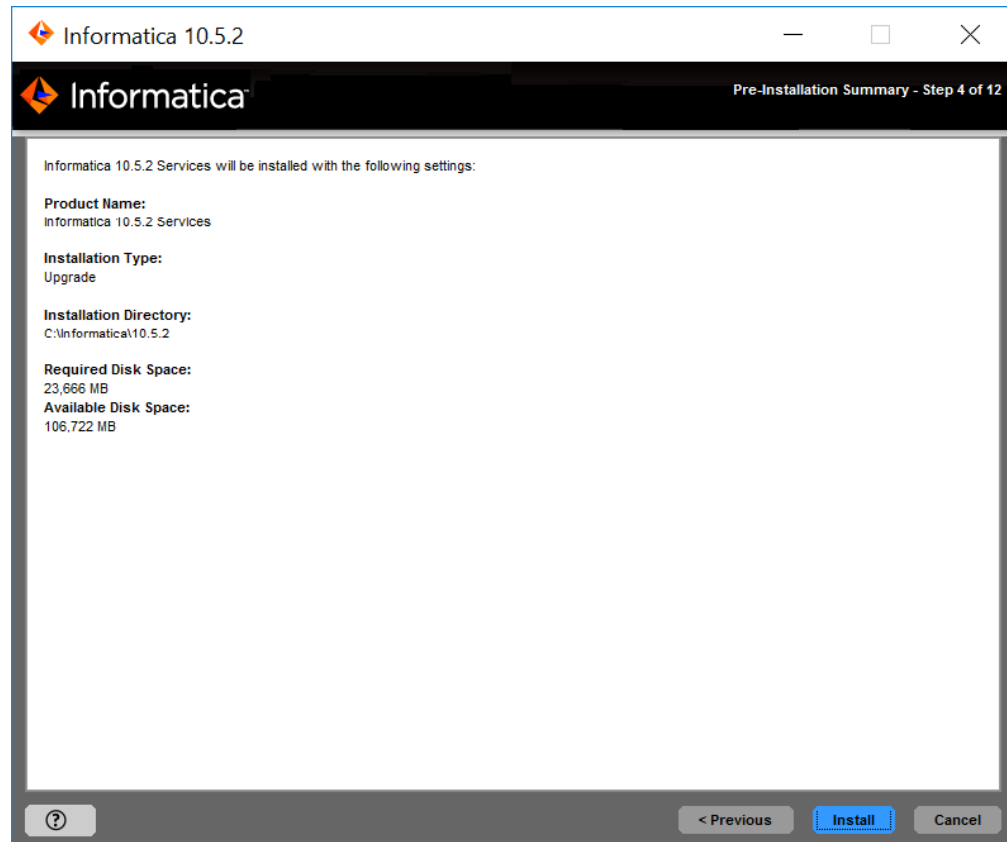 Informatica 10.5.2
Informatica
Pre-Installation Summary - Step 4 of 12
Informatica 10.5.2 Services will be installed with the following settings:
Product Name:
Informatica 10.5.2 Services
Installation Type:
Upgrade
Installation Directory:
C:\Informatica\10.5.2
Required Disk Space:
23,666 MB
Available Disk Space:
106,722 MB
?
< Previous Install Cancel